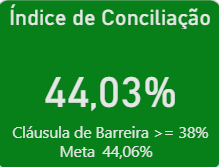 Índice de Conciliação
44,03%
Cláusula de Barreira >= 38%
Meta 44,06%